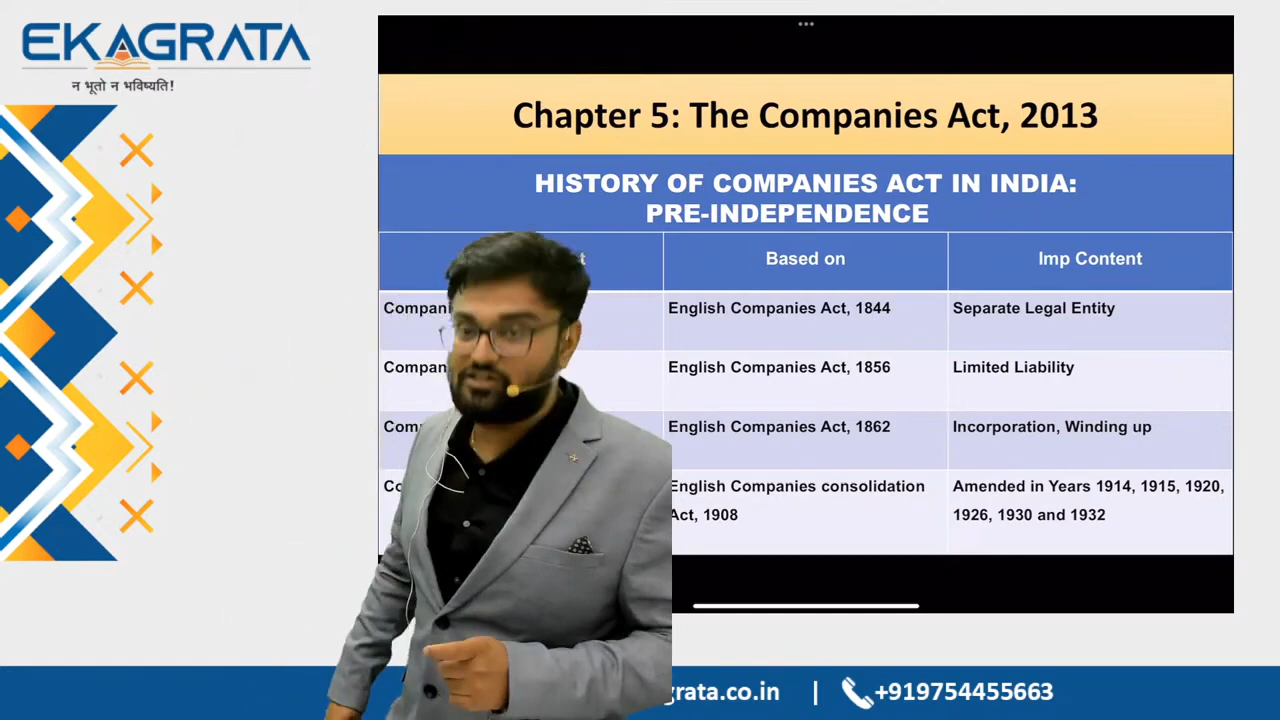 EKAGRATA
न भूतो न भविष्यति!
Chapter 5: The Companies Act, 2013
HISTORY OF COMPANIES ACT IN INDIA:
PRE-INDEPENDENCE
Based on
Imp Content
English Companies Act, 1844
Separate Legal Entity
English Companies Act, 1856
Limited Liability
English Companies Act, 1862
Incorporation, Winding up
English Companies consolidation
Act, 1908
Amended in Years 1914, 1915, 1920,
1926, 1930 and 1932
grata.co.in | +919754455663